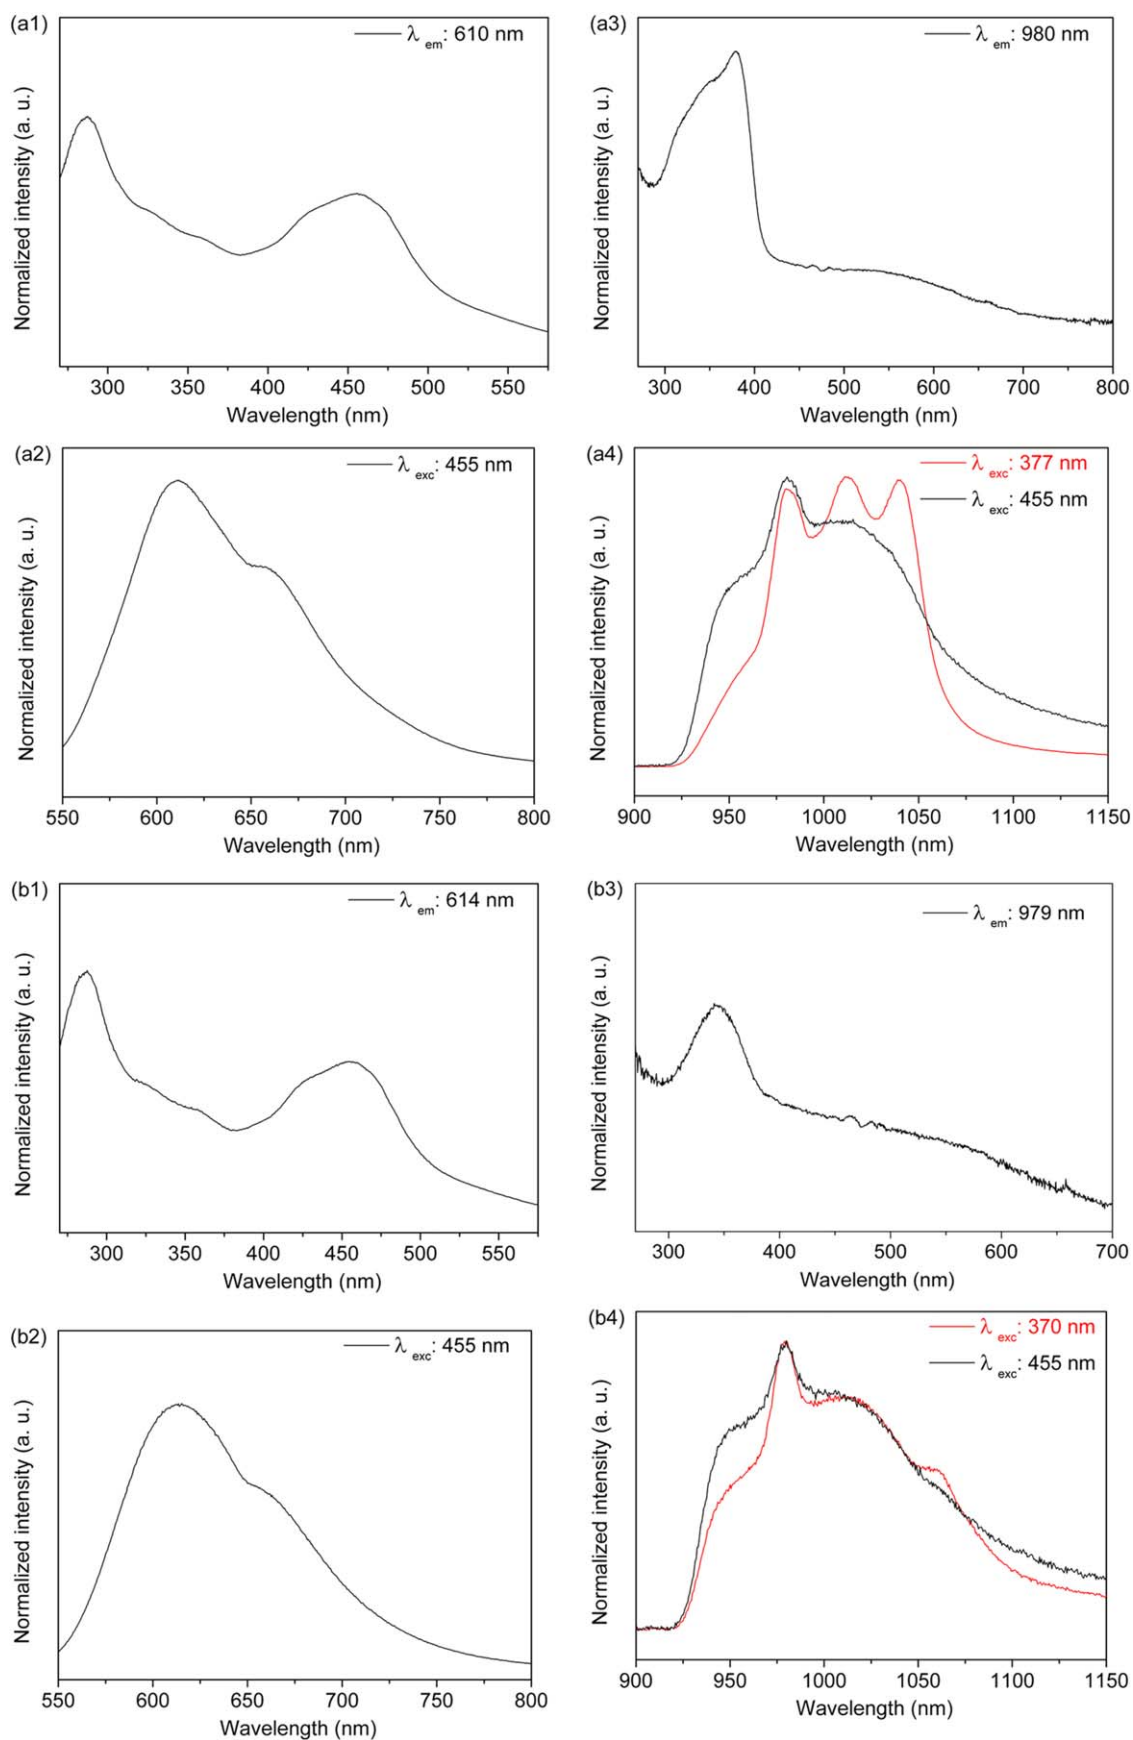 (a1)
λ em: 610 nm
Normalized intensity (a. u.)
300 350 400 450 500 550
Wavelength (nm)
(a3)
λ em: 980 nm
Normalized intensity (a. u.)
300 400 500 600 700 800
Wavelength (nm)
(a2)
λ exc: 455 nm
Normalized intensity (a. u.)
550 600 650 700 750 800
Wavelength (nm)
(a4)
λ exc: 377 nm
λ exc: 455 nm
Normalized intensity (a. u.)
900 950 1000 1050 1100 1150
Wavelength (nm)
(b1)
λ em: 614 nm
Normalized intensity (a. u.)
300 350 400 450 500 550
Wavelength (nm)
(b3)
λ em: 979 nm
Normalized intensity (a. u.)
300 400 500 600 700
Wavelength (nm)
(b2)
λ exc: 455 nm
Normalized intensity (a. u.)
550 600 650 700 750 800
Wavelength (nm)
(b4)
λ exc: 370 nm
λ exc: 455 nm
Normalized intensity (a. u.)
900 950 1000 1050 1100 1150
Wavelength (nm)